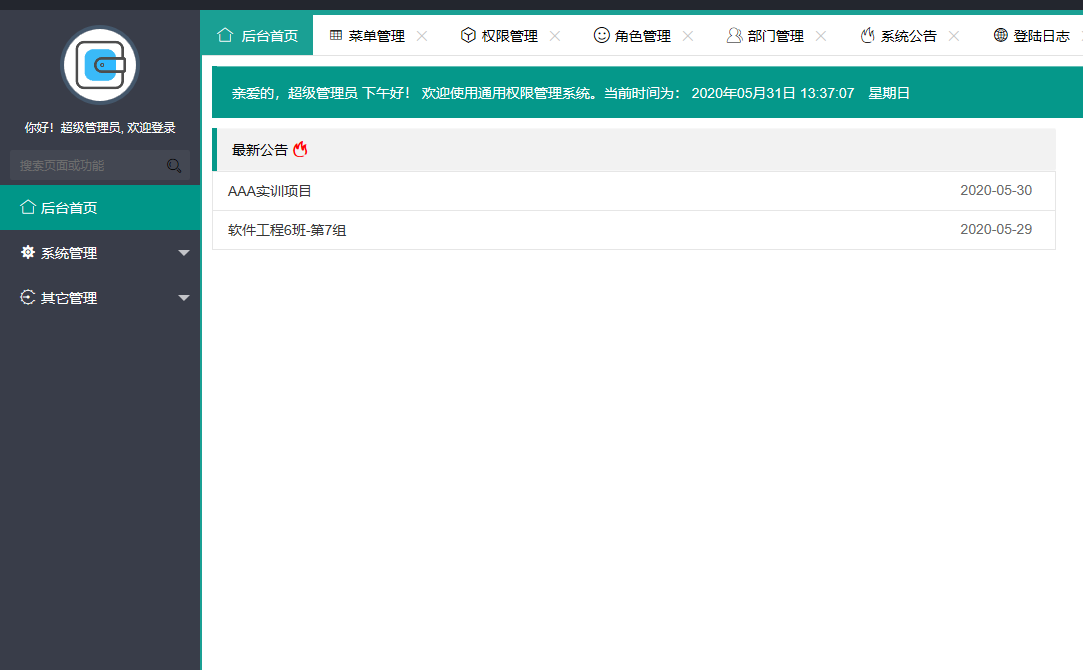 后台首页 菜单管理 权限管理 角色管理 部门管理 系统公告 登陆日志
你好！超级管理员, 欢迎登录
搜索页面或功能
后台首页
系统管理
其它管理
亲爱的，超级管理员 下午好！ 欢迎使用通用权限管理系统。当前时间为： 2020年05月31日 13:37:07 星期日
最新公告
AAA实训项目 2020-05-30
软件工程6班-第7组 2020-05-29